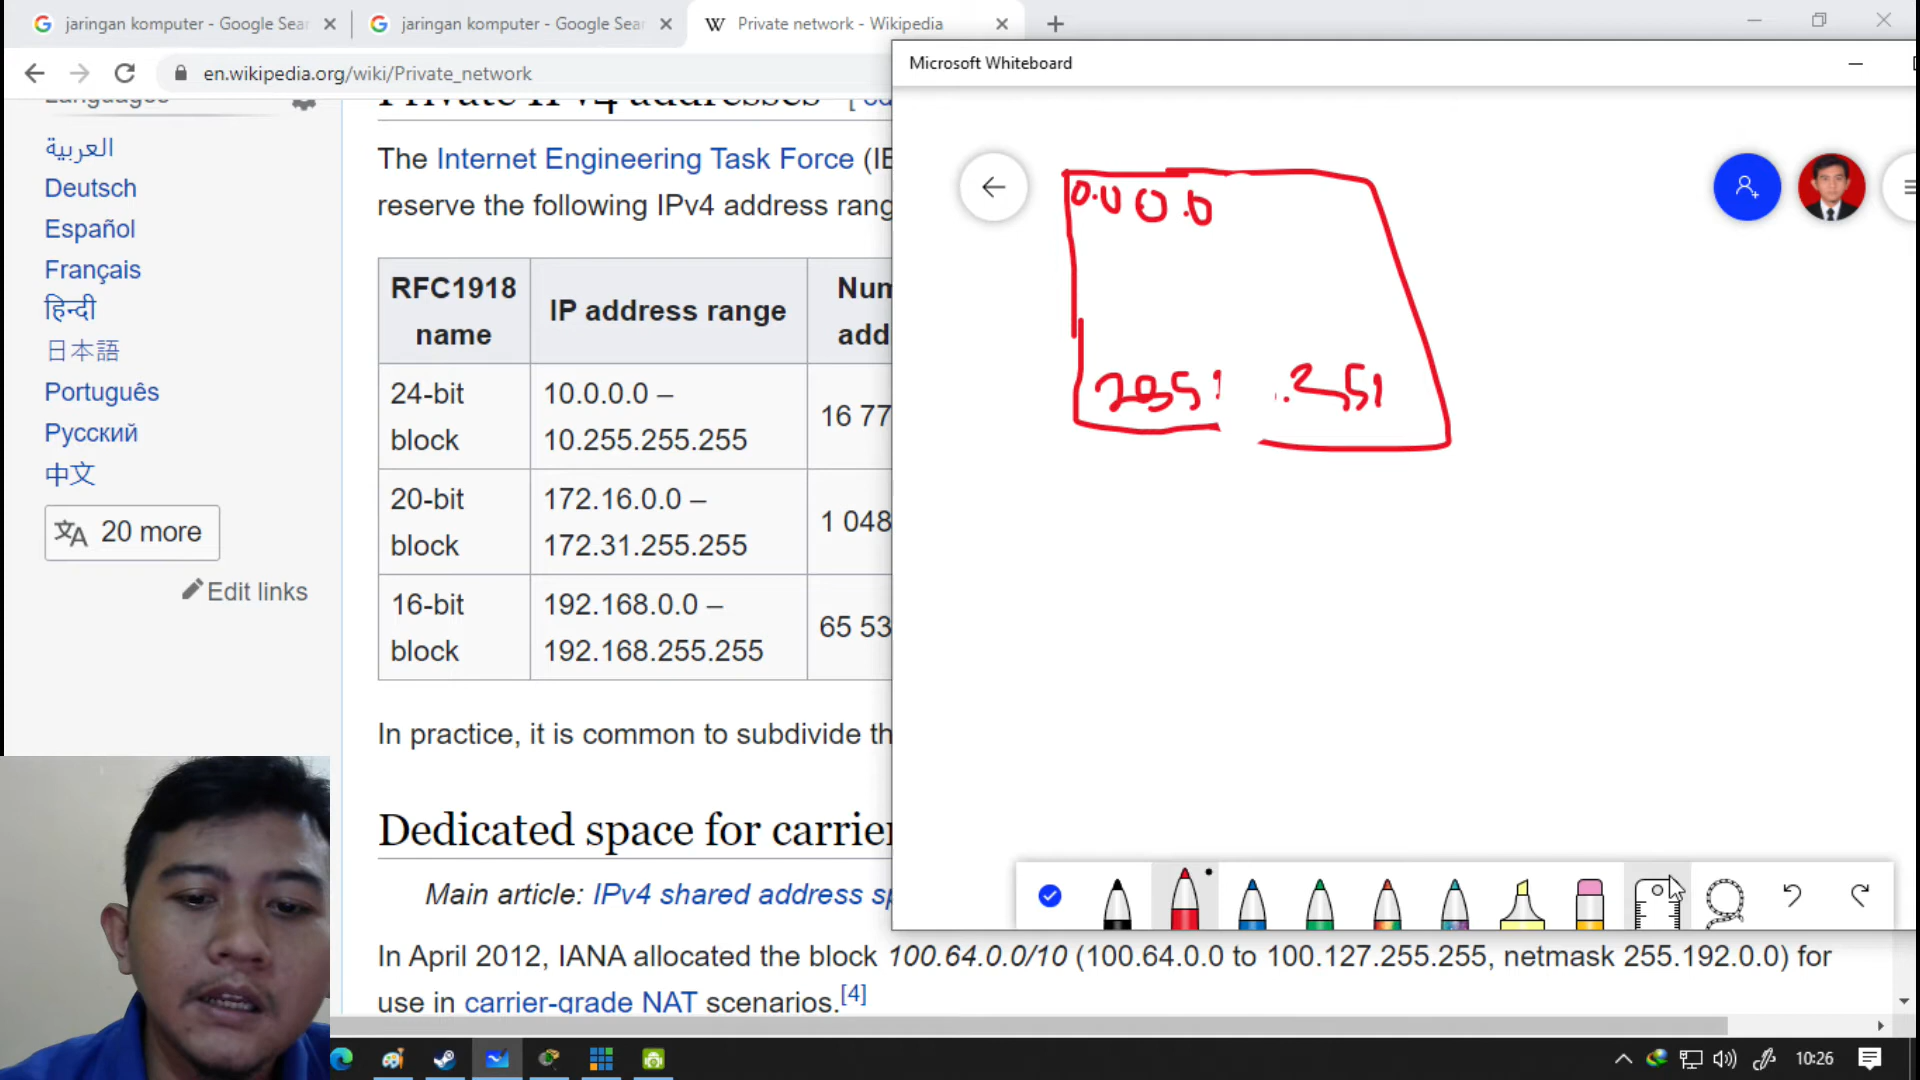 jaringan komputer - Google Sear
jaringan komputer - Google Sear
Private network - Wikipedia
en.wikipedia.org/wiki/Private_network
Microsoft Whiteboard
Languages
العربية
Deutsch
Español
Français
हिन्दी
日本語
Português
Русский
中文
20 more
Edit links
Private IPv4 addresses
The Internet Engineering Task Force (IE
reserve the following IPv4 address rang
RFC1918 name
IP address range
Num
add
24-bit block
10.0.0.0 –
10.255.255.255
16 77
20-bit block
172.16.0.0 –
172.31.255.255
1 048
16-bit block
192.168.0.0 –
192.168.255.255
65 53
In practice, it is common to subdivide th
Dedicated space for carrier
Main article: IPv4 shared address sp
In April 2012, IANA allocated the block 100.64.0.0/10 (100.64.0.0 to 100.127.255.255, netmask 255.192.0.0) for
use in carrier-grade NAT scenarios.[4]
0.0 0.0
10:26